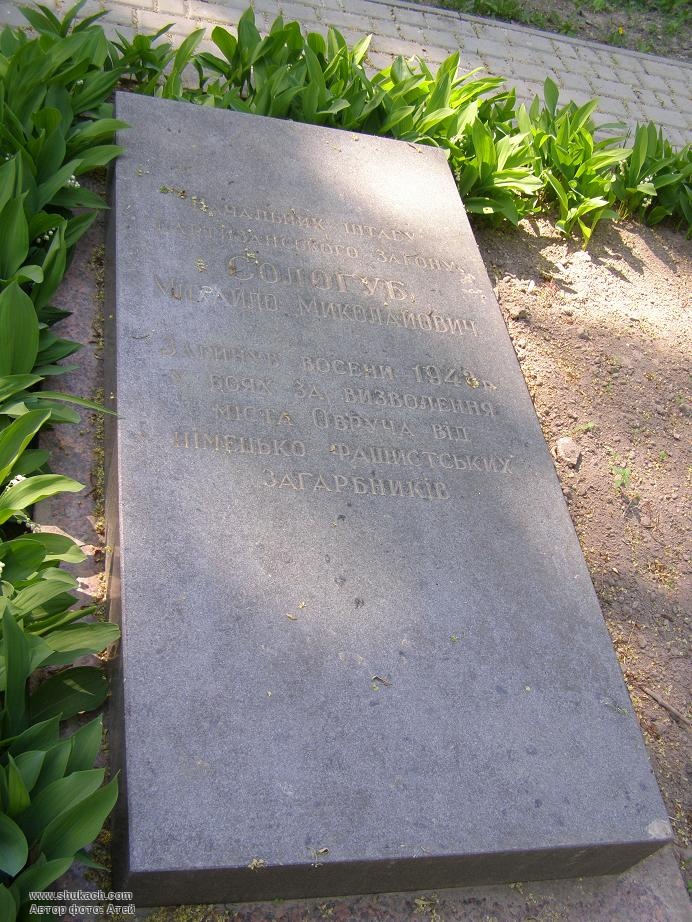 Начальник штабу
партизанського загону
Сологуб
Михайло Миколайович
Загинув восени 1943 р.
у боях за визволення
міста Овруча від
німецько фашистських
загарбників
www.shukach.com
Автор фото: Атей